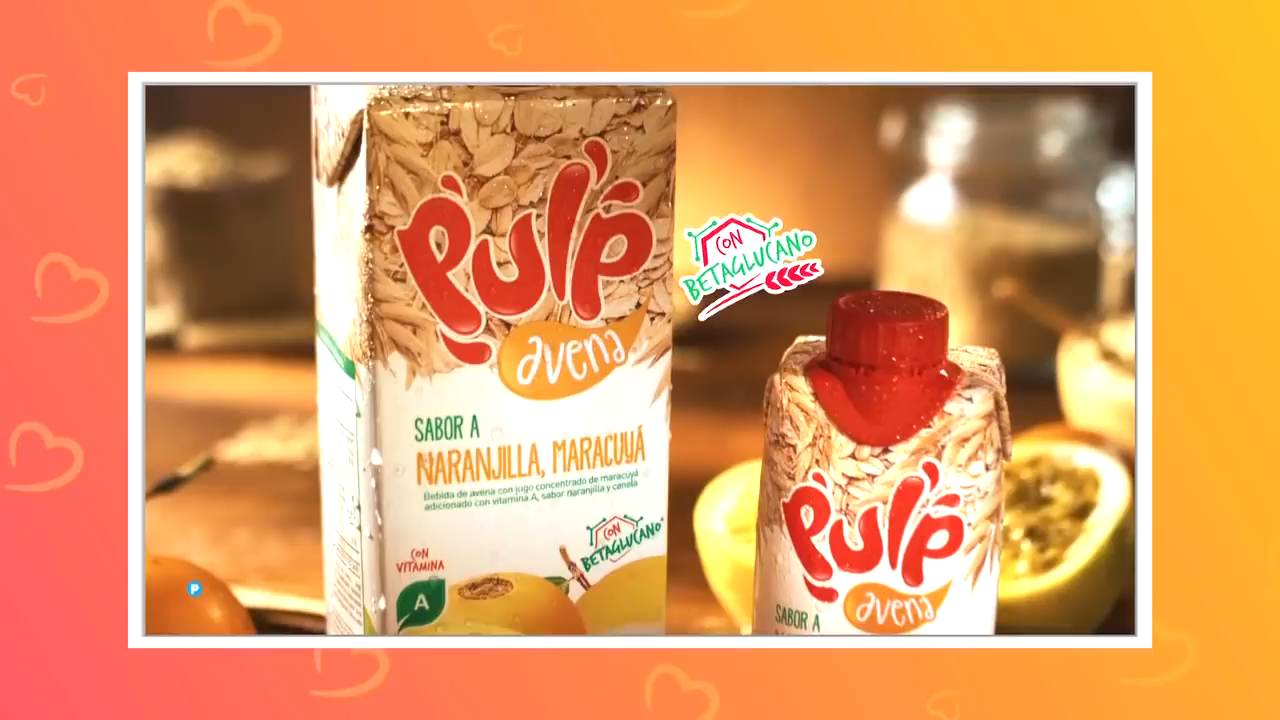 Pulp
avena
SABOR A
NARANJILLA, MARACUYÁ
Bebida de avena con jugo concentrado de maracuyá
adicionado con vitamina A, sabor naranjilla y canela
CON
VITAMINA
A
CON
BETAGLUCANO
CON
BETAGLUCANO
Pulp
avena
SABOR A
P